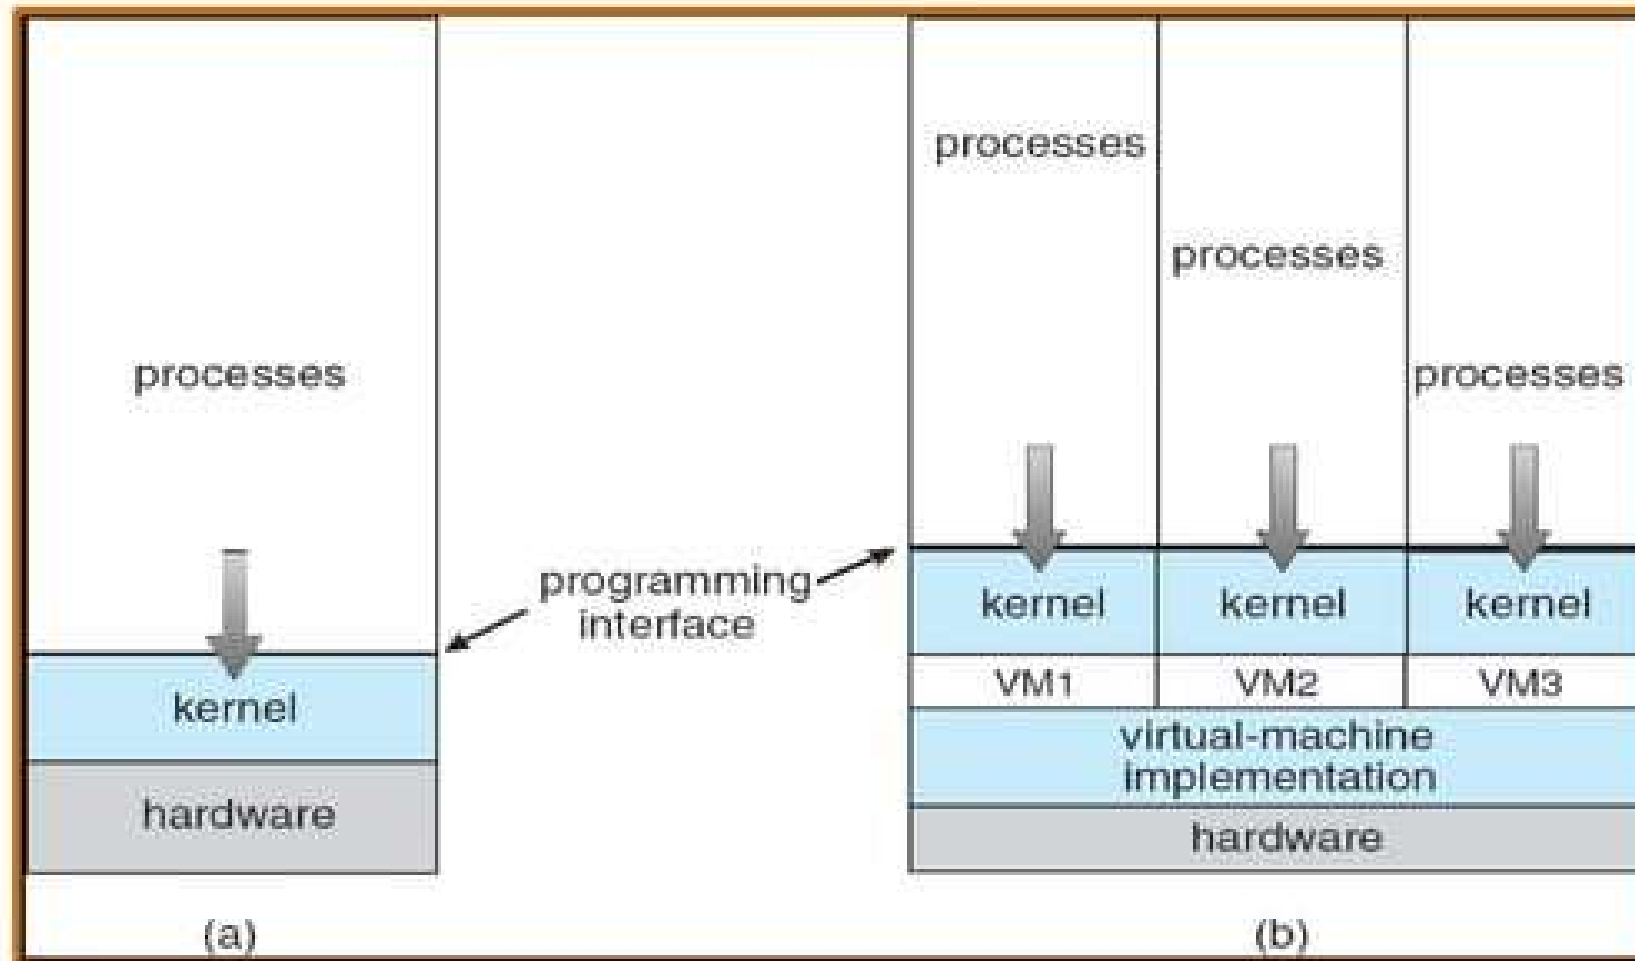 processes
kernel
hardware
(a)
programming
interface
processes
processes
processes
kernel
kernel
kernel
VM1
VM2
VM3
virtual-machine
implementation
hardware
(b)